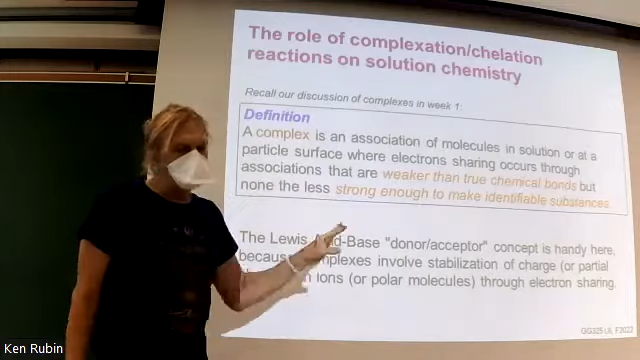 The role of complexation/chelation
reactions on solution chemistry
Recall our discussion of complexes in week 1:
Definition
A complex is an association of molecules in solution or at a
particle surface where electrons sharing occurs through
associations that are weaker than true chemical bonds but
none the less strong enough to make identifiable substances.
The Lewis Acid-Base "donor/acceptor" concept is handy here,
because complexes involve stabilization of charge (or partial
ions (or polar molecules) through electron sharing.
GG325 L6, F2022
Ken Rubin